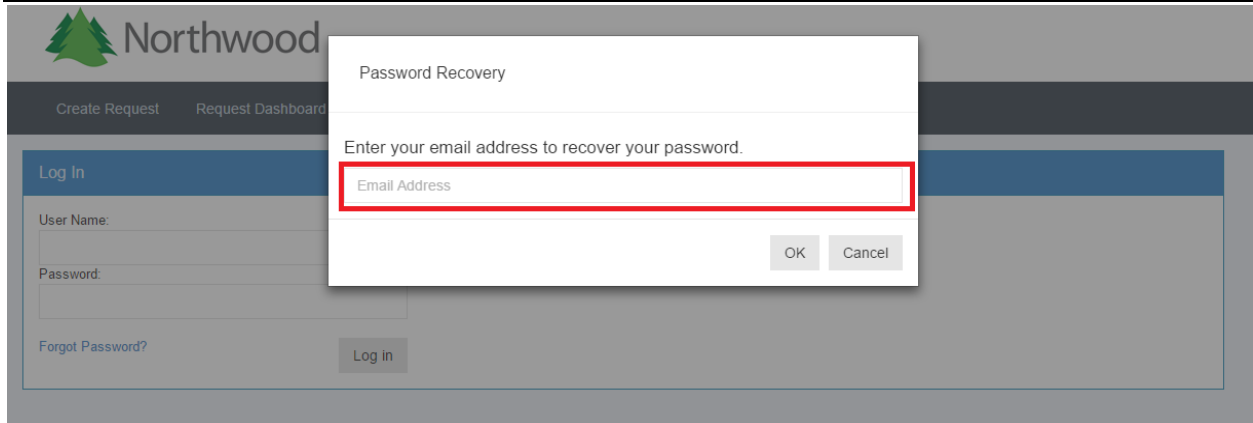 Northwood
Create Request Request Dashboard
Password Recovery
Enter your email address to recover your password.
Email Address
OK Cancel
Log In
User Name:
Password:
Forgot Password?
Log in